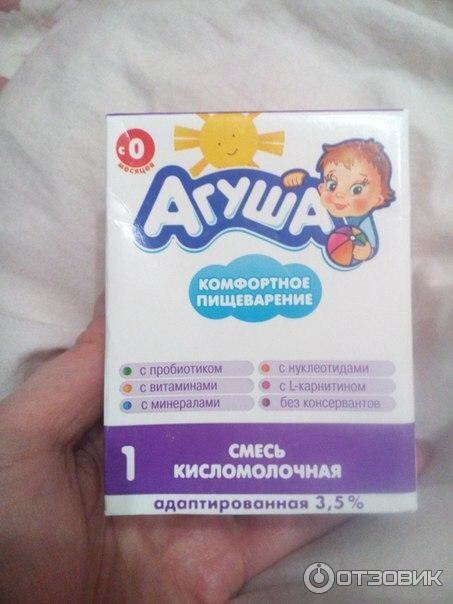 с 0
месяцев
АГУША
КОМФОРТНОЕ
ПИЩЕВАРЕНИЕ
с пробиотиком
с нуклеотидами
с витаминами
с L-карнитином
с минералами
без консервантов
1
СМЕСЬ
КИСЛОМОЛОЧНАЯ
адаптированная 3,5%
ОТЗОВИК